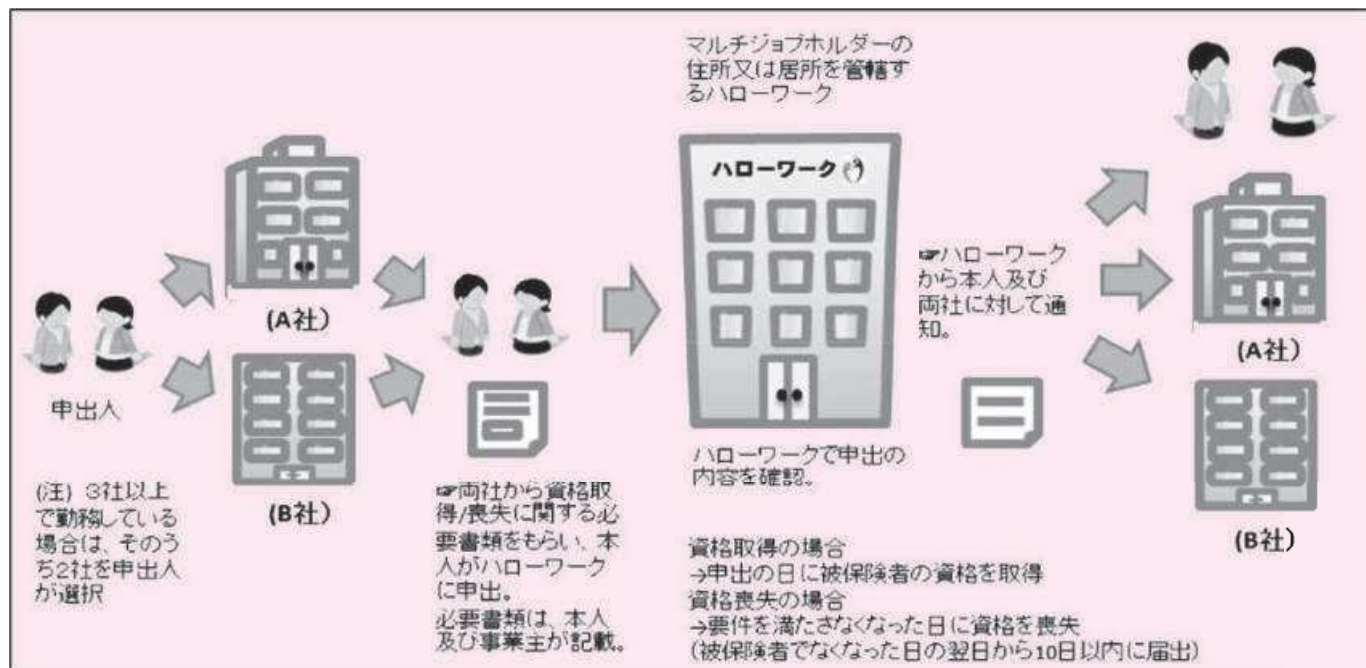 申出人
(注) 3社以上
で勤務している
場合は、そのう
ち2社を申出人
が選択
(A社)
(B社)
☞両社から資格取
得/喪失に関する必
要書類をもらい、本
人がハローワーク
に申出。
必要書類は、本人
及び事業主が記載。
マルチジョブホルダーの
住所又は居所を管轄す
るハローワーク
ハローワーク
ハローワークで申出の
内容を確認。
資格取得の場合
→申出の日に被保険者の資格を取得
資格喪失の場合
→要件を満たさなくなった日に資格を喪失
(被保険者でなくなった日の翌日から10日以内に届出)
☞ハローワーク
から本人及び
両社に対して通
知。
(A社)
(B社)